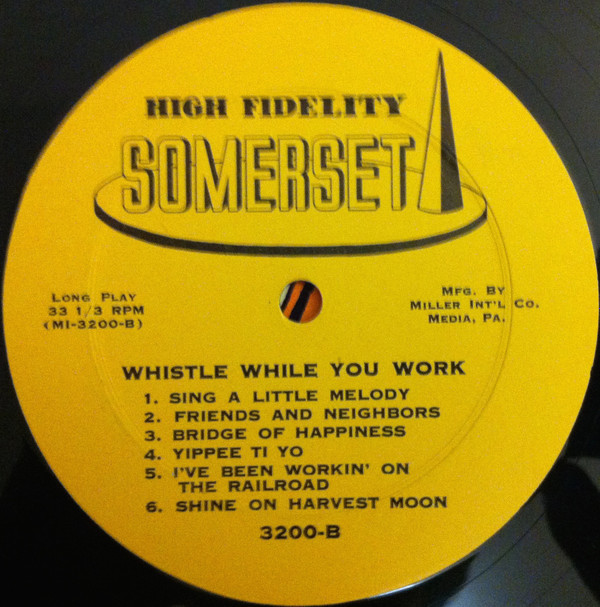 HIGH FIDELITY
SOMERSET
LONG PLAY
33 1/3 RPM
(MI-3200-B)
MFG. BY
MILLER INT'L CO.
MEDIA, PA.
WHISTLE WHILE YOU WORK
1. SING A LITTLE MELODY
2. FRIENDS AND NEIGHBORS
3. BRIDGE OF HAPPINESS
4. YIPPEE TI YO
5. I'VE BEEN WORKIN' ON
THE RAILROAD
6. SHINE ON HARVEST MOON
3200-B